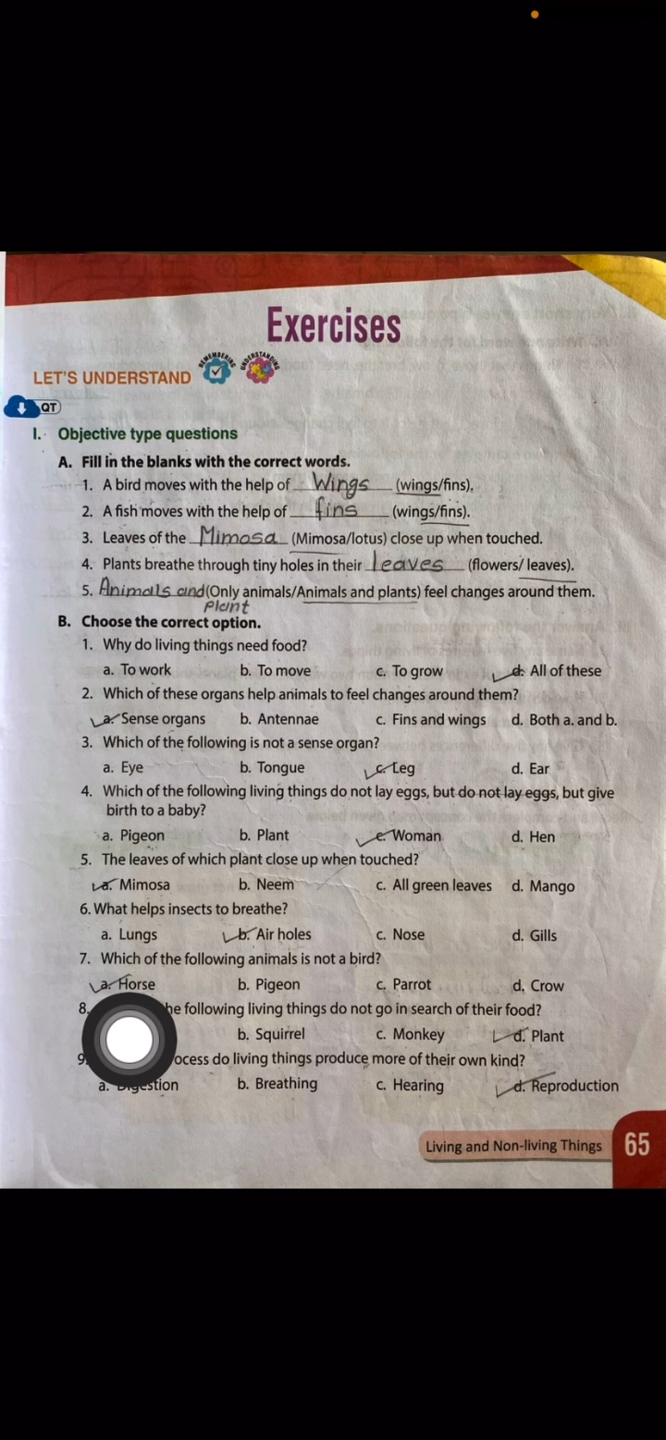 Exercises
LET'S UNDERSTAND REMEMBERING UNDERSTANDING
QT
I. Objective type questions
A. Fill in the blanks with the correct words.
1. A bird moves with the help of Wings (wings/fins).
2. A fish moves with the help of fins (wings/fins).
3. Leaves of the Mimosa (Mimosa/lotus) close up when touched.
4. Plants breathe through tiny holes in their leaves (flowers/ leaves).
5. Animals and (Only animals/Animals and plants) feel changes around them.
Plant
B. Choose the correct option.
1. Why do living things need food?
a. To work b. To move c. To grow d. All of these
2. Which of these organs help animals to feel changes around them?
a. Sense organs b. Antennae c. Fins and wings d. Both a. and b.
3. Which of the following is not a sense organ?
a. Eye b. Tongue c. Leg d. Ear
4. Which of the following living things do not lay eggs, but do not lay eggs, but give
birth to a baby?
a. Pigeon b. Plant c. Woman d. Hen
5. The leaves of which plant close up when touched?
a. Mimosa b. Neem c. All green leaves d. Mango
6. What helps insects to breathe?
a. Lungs b. Air holes c. Nose d. Gills
7. Which of the following animals is not a bird?
a. Horse b. Pigeon c. Parrot d. Crow
8. he following living things do not go in search of their food?
b. Squirrel c. Monkey d. Plant
9. ocess do living things produce more of their own kind?
a. Digestion b. Breathing c. Hearing d. Reproduction
Living and Non-living Things 65